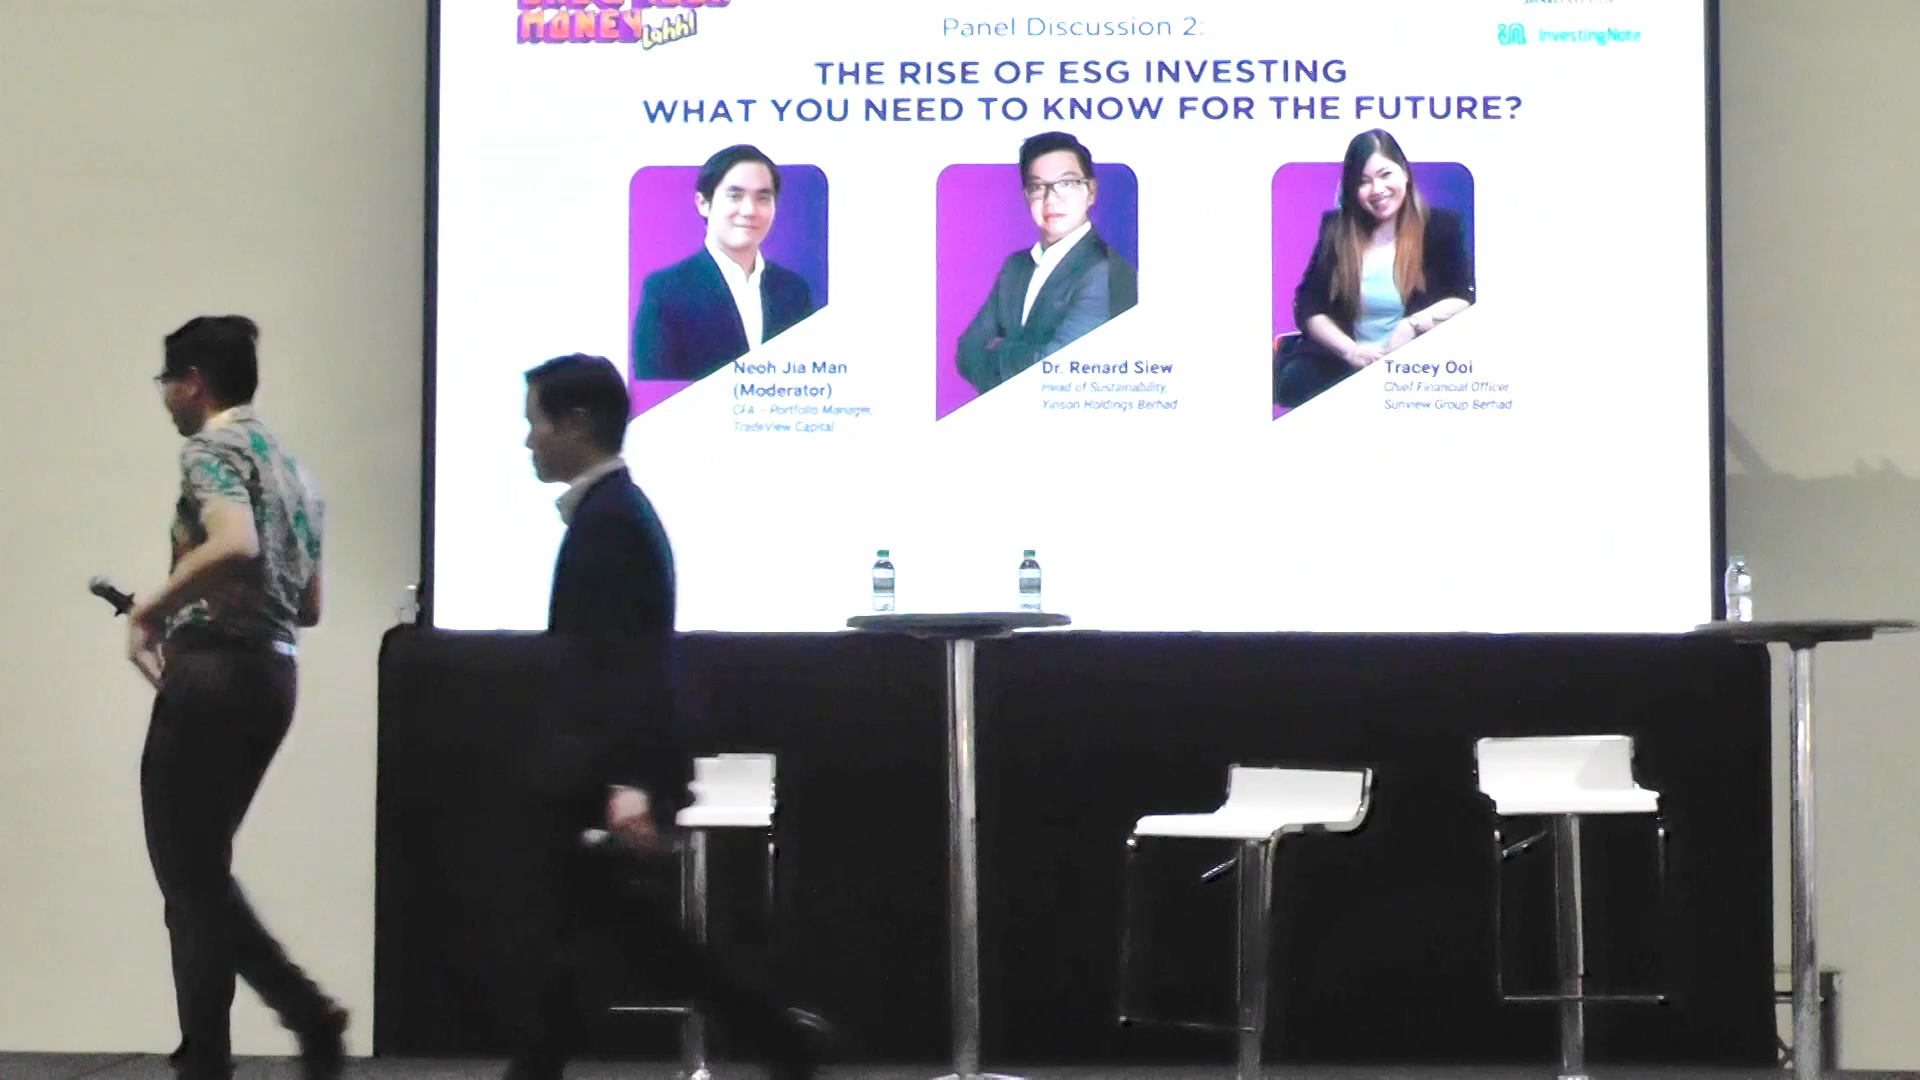 MONEY
Lahh!
Panel Discussion 2:
InvestingNote
THE RISE OF ESG INVESTING
WHAT YOU NEED TO KNOW FOR THE FUTURE?
Neoh Jia Man
(Moderator)
CFA - Portfolio Manager,
TradeView Capital
Dr. Renard Siew
Head of Sustainability,
Yinson Holdings Berhad
Tracey Ooi
Chief Financial Officer
Sunview Group Berhad